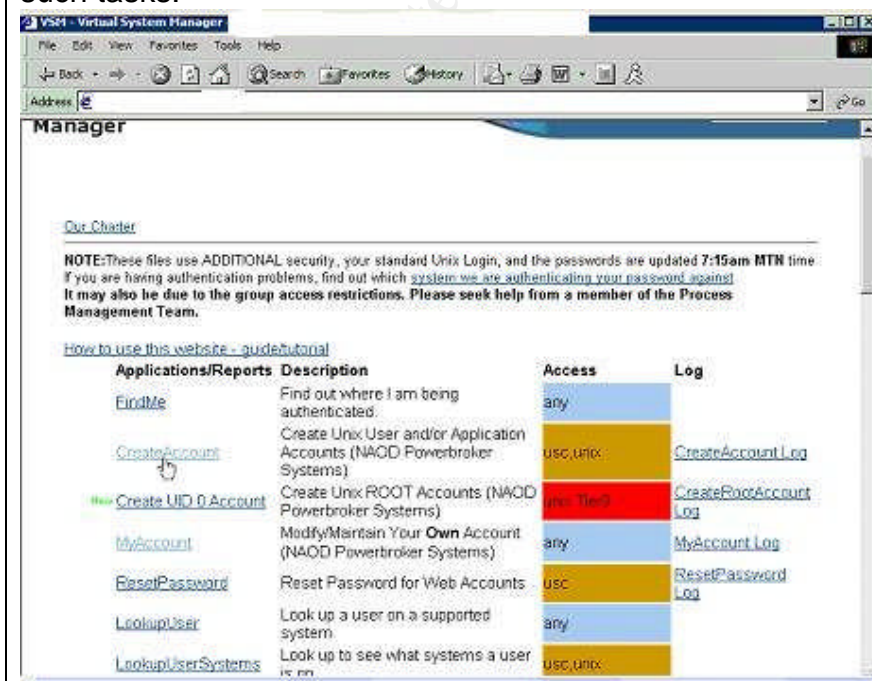 such tasks.
VSM - Virtual System Manager
File Edit View Favorites Tools Help
Back Search Favorites History
Address Go
Manager
Our Charter
NOTE:These files use ADDITIONAL security, your standard Unix Login, and the passwords are updated 7:15am MTN time
If you are having authentication problems, find out which system we are authenticating your password against
It may also be due to the group access restrictions. Please seek help from a member of the Process
Management Team.
How to use this website - guide/tutorial
Applications/Reports Description Access Log
FindMe Find out where I am being authenticated. any
CreateAccount Create Unix User and/or Application Accounts (NAOD Powerbroker Systems) usc,unix CreateAccount Log
New Create UID 0 Account Create Unix ROOT Accounts (NAOD Powerbroker Systems) unix Tier3 CreateRootAccount Log
MyAccount Modify/Maintain Your Own Account (NAOD Powerbroker Systems) any MyAccount Log
ResetPassword Reset Password for Web Accounts usc ResetPassword Log
LookupUser Look up a user on a supported system any
LookupUserSystems Look up to see what systems a user is on usc,unix